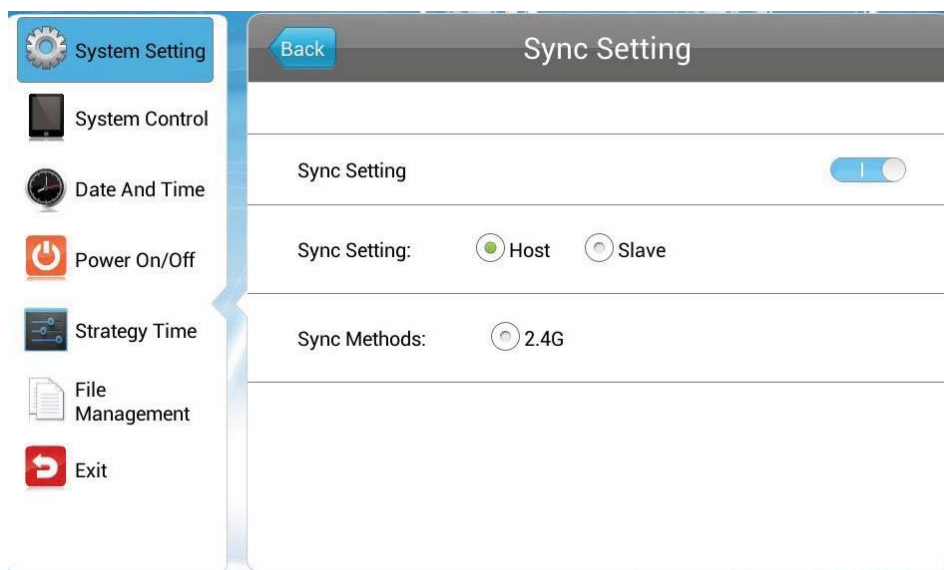 System Setting
System Control
Date And Time
Power On/Off
Strategy Time
File
Management
Exit
Back
Sync Setting
Sync Setting
Sync Setting:
Host
Slave
Sync Methods:
2.4G